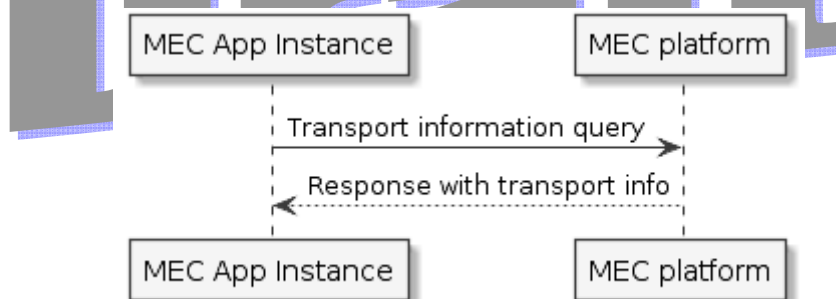 MEC App Instance MEC platform
Transport information query
Response with transport info
MEC App Instance MEC platform